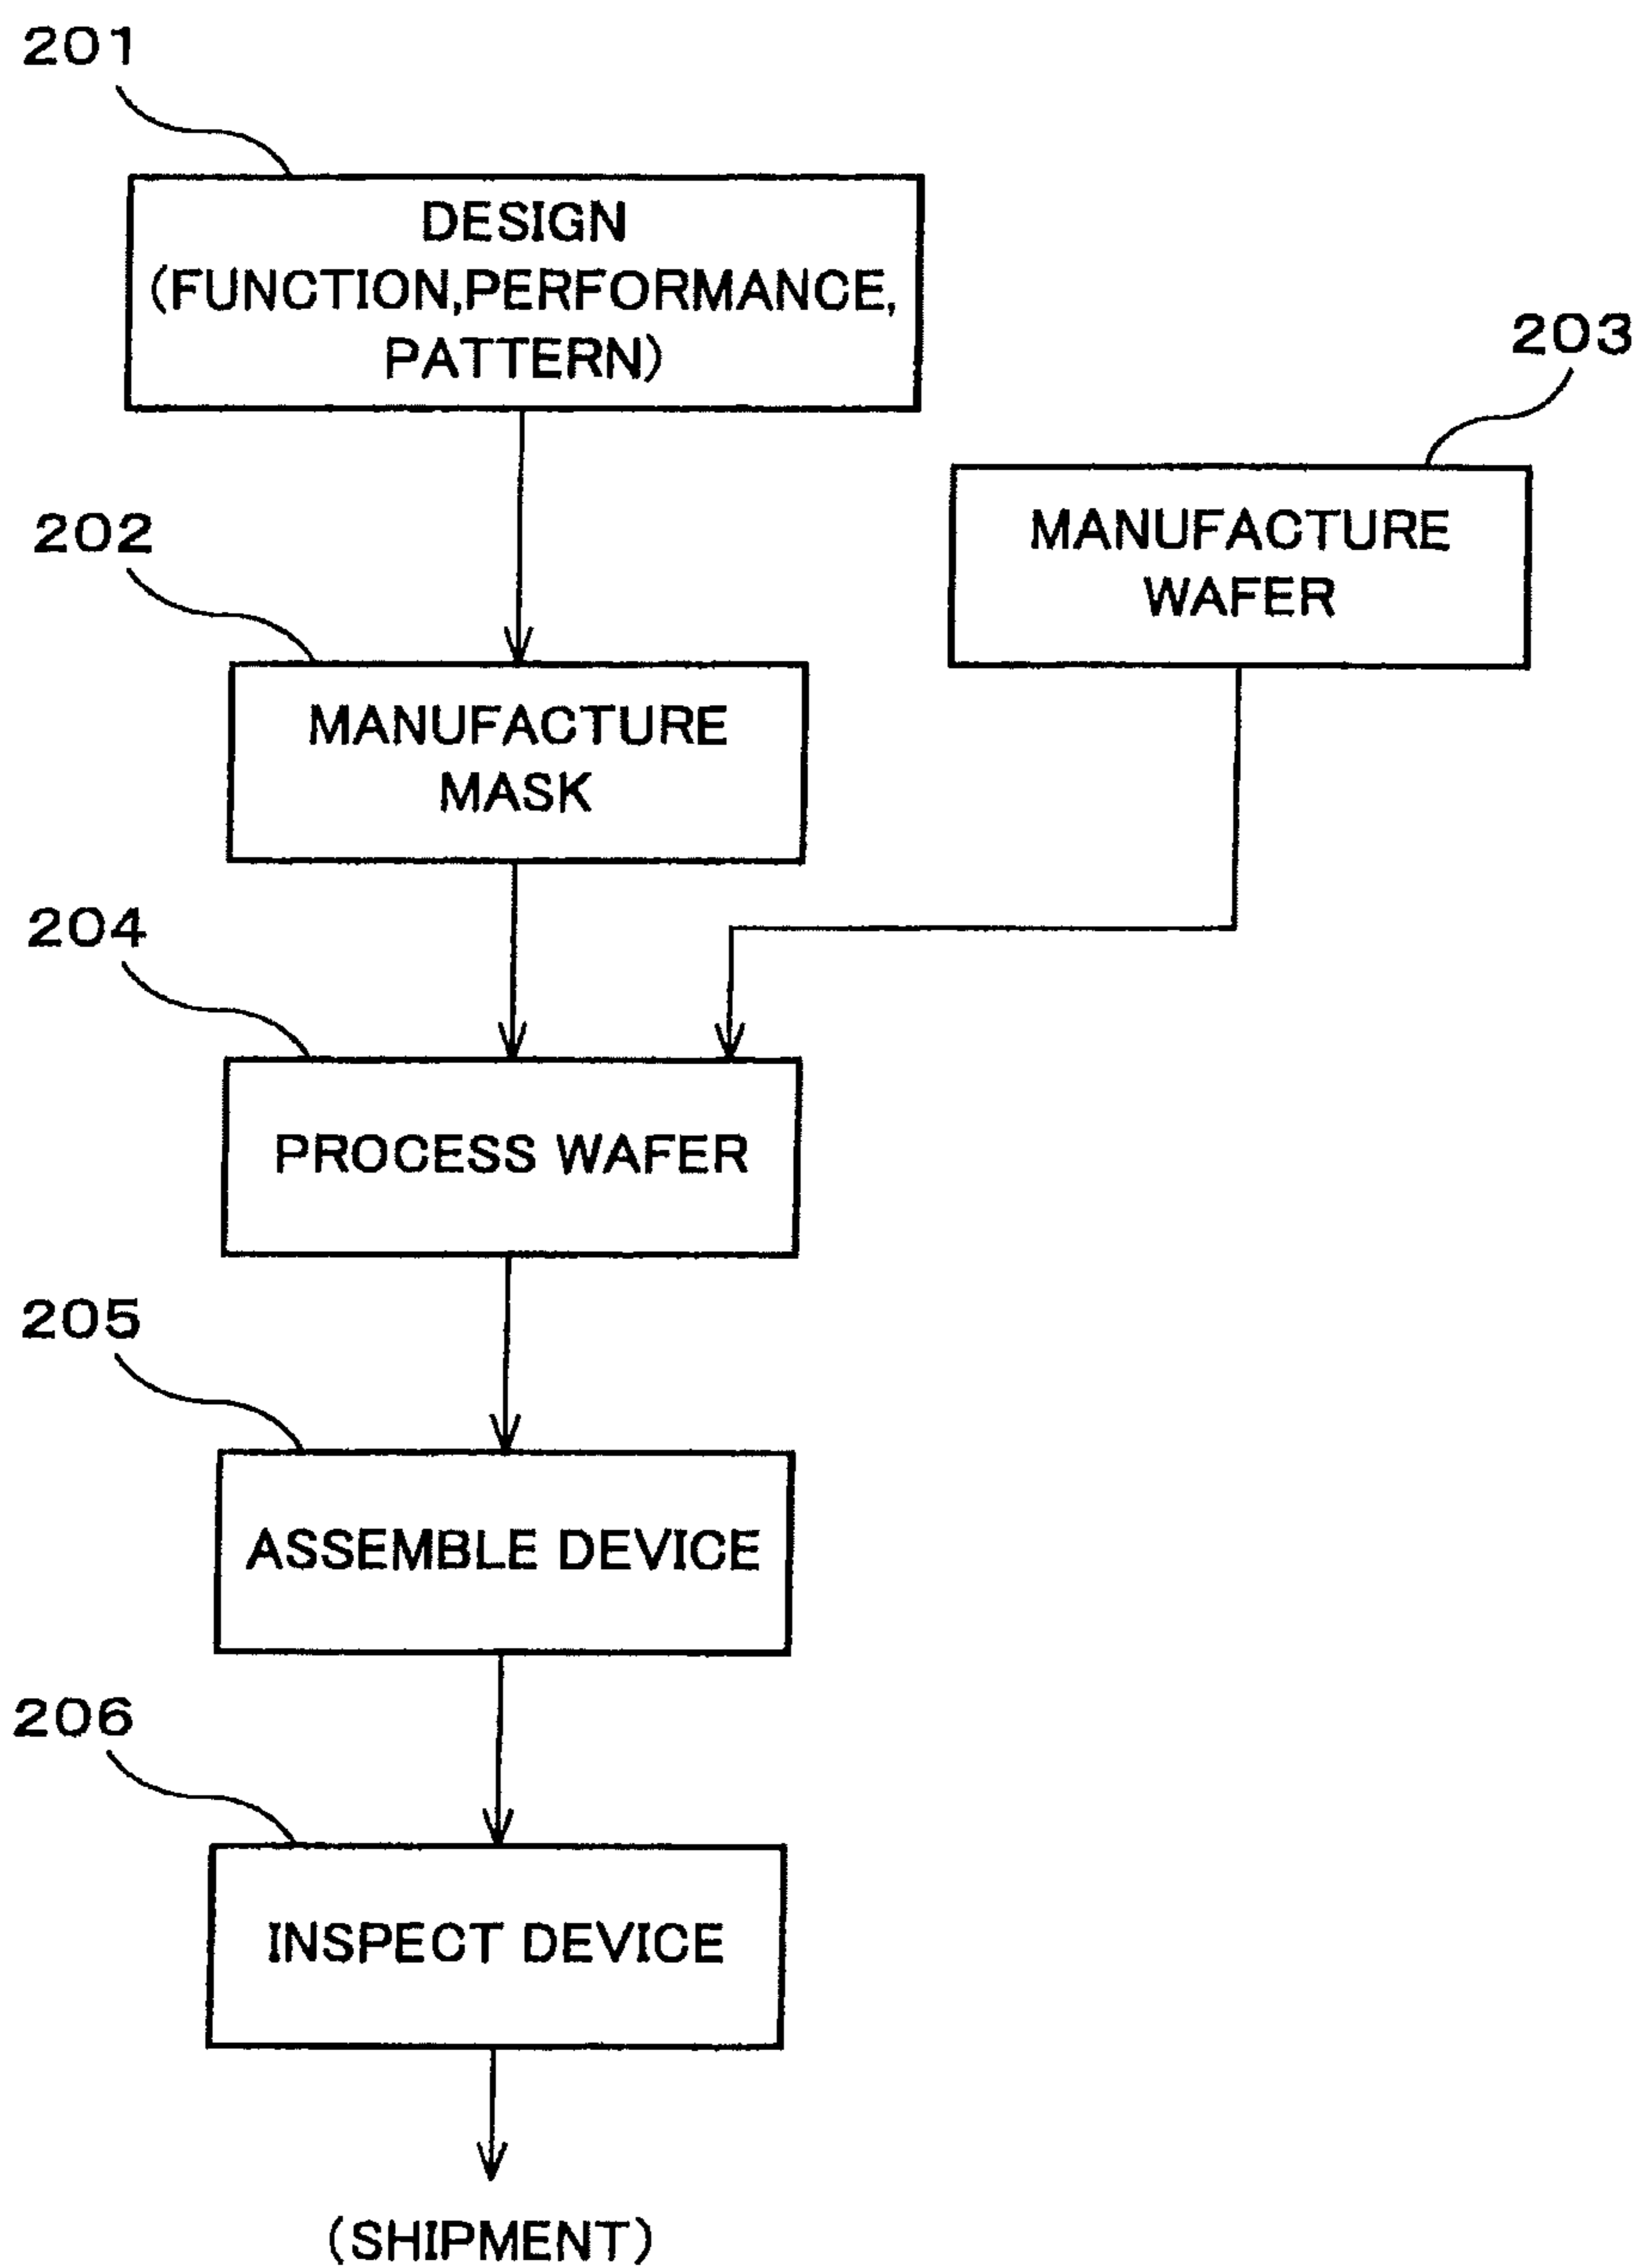 201
DESIGN
(FUNCTION,PERFORMANCE,
PATTERN)
203
MANUFACTURE
WAFER
202
MANUFACTURE
MASK
204
PROCESS WAFER
205
ASSEMBLE DEVICE
206
INSPECT DEVICE
(SHIPMENT)